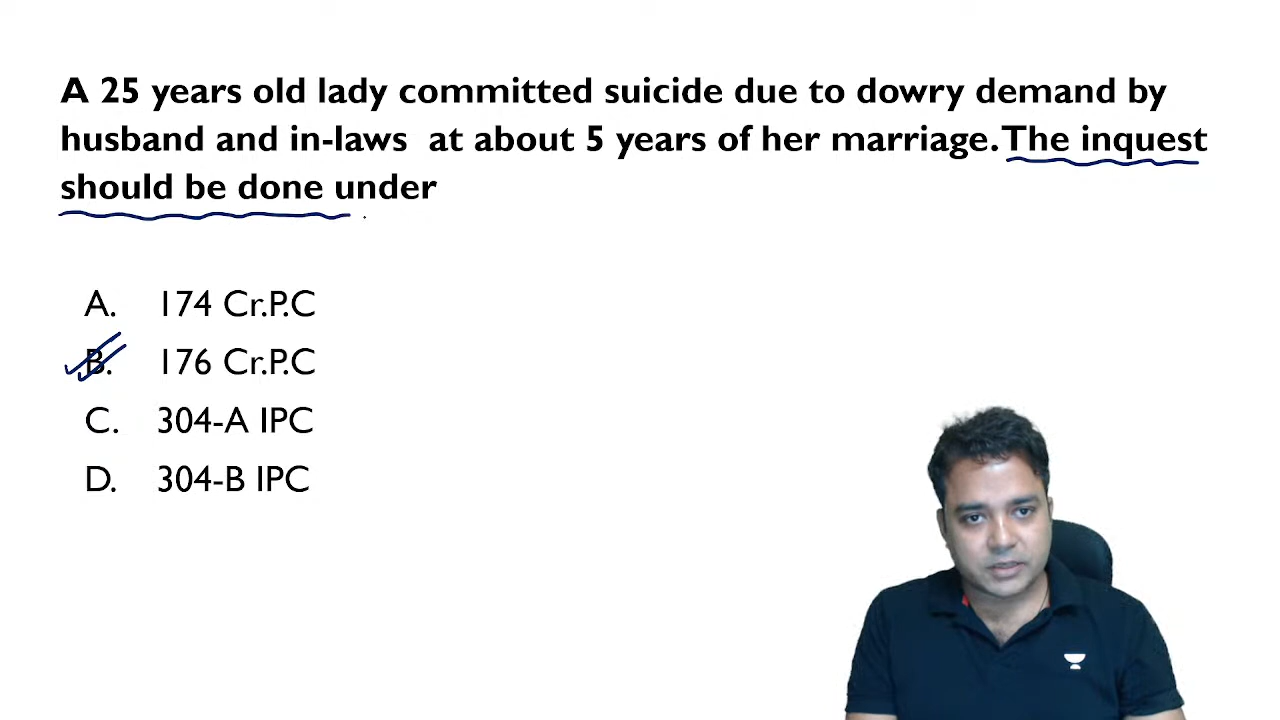 A 25 years old lady committed suicide due to dowry demand by
husband and in-laws at about 5 years of her marriage. The inquest
should be done under
A. 174 Cr.P.C
B. 176 Cr.P.C
C. 304-A IPC
D. 304-B IPC